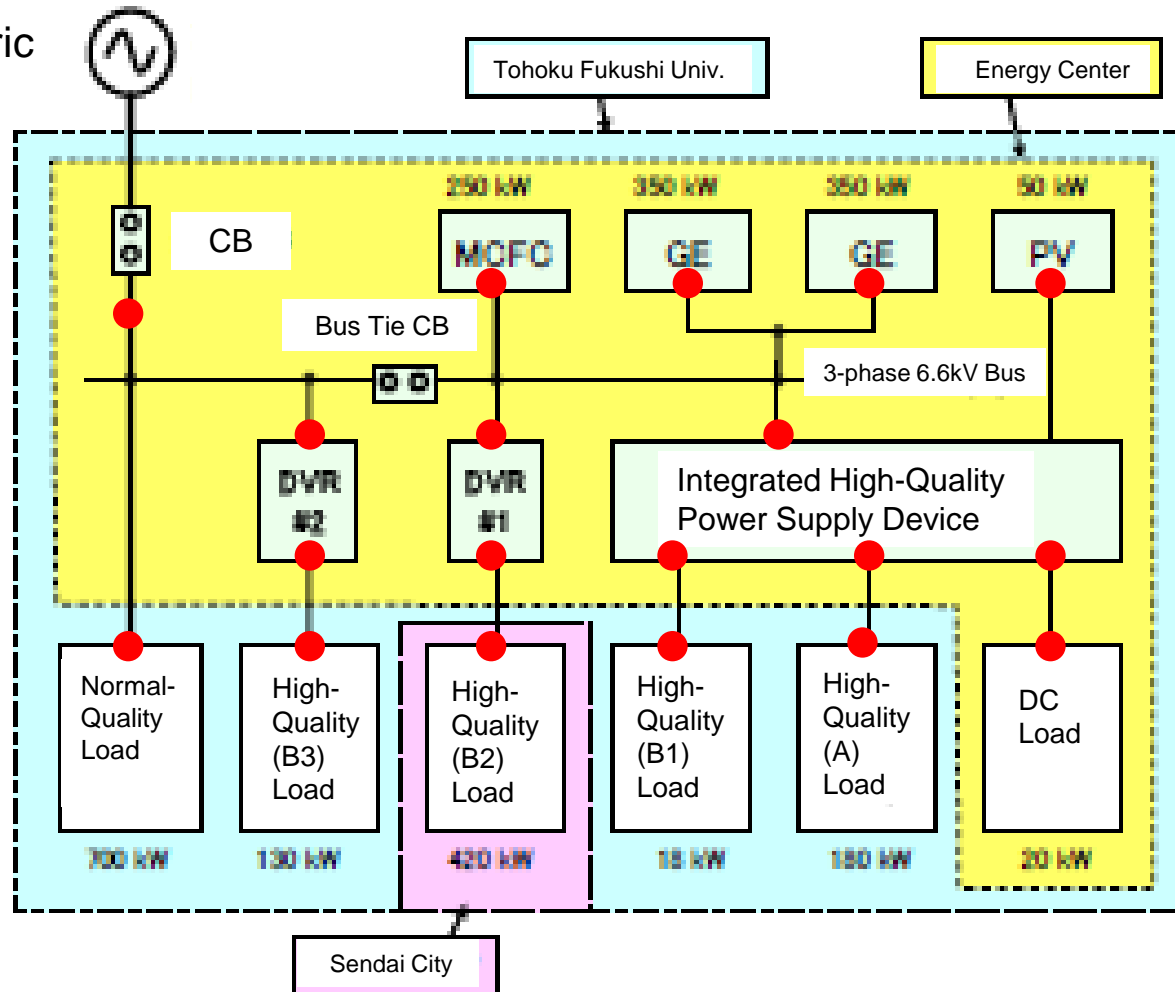 ric
Tohoku Fukushi Univ.
Energy Center
250 kW
350 kW
350 kW
50 kW
CB
MCFC
GE
GE
PV
Bus Tie CB
3-phase 6.6kV Bus
DVR
#2
DVR
#1
Integrated High-Quality
Power Supply Device
Normal-
Quality
Load
High-
Quality
(B3)
Load
High-
Quality
(B2)
Load
High-
Quality
(B1)
Load
High-
Quality
(A)
Load
DC
Load
700 kW
130 kW
420 kW
180 kW
20 kW
Sendai City